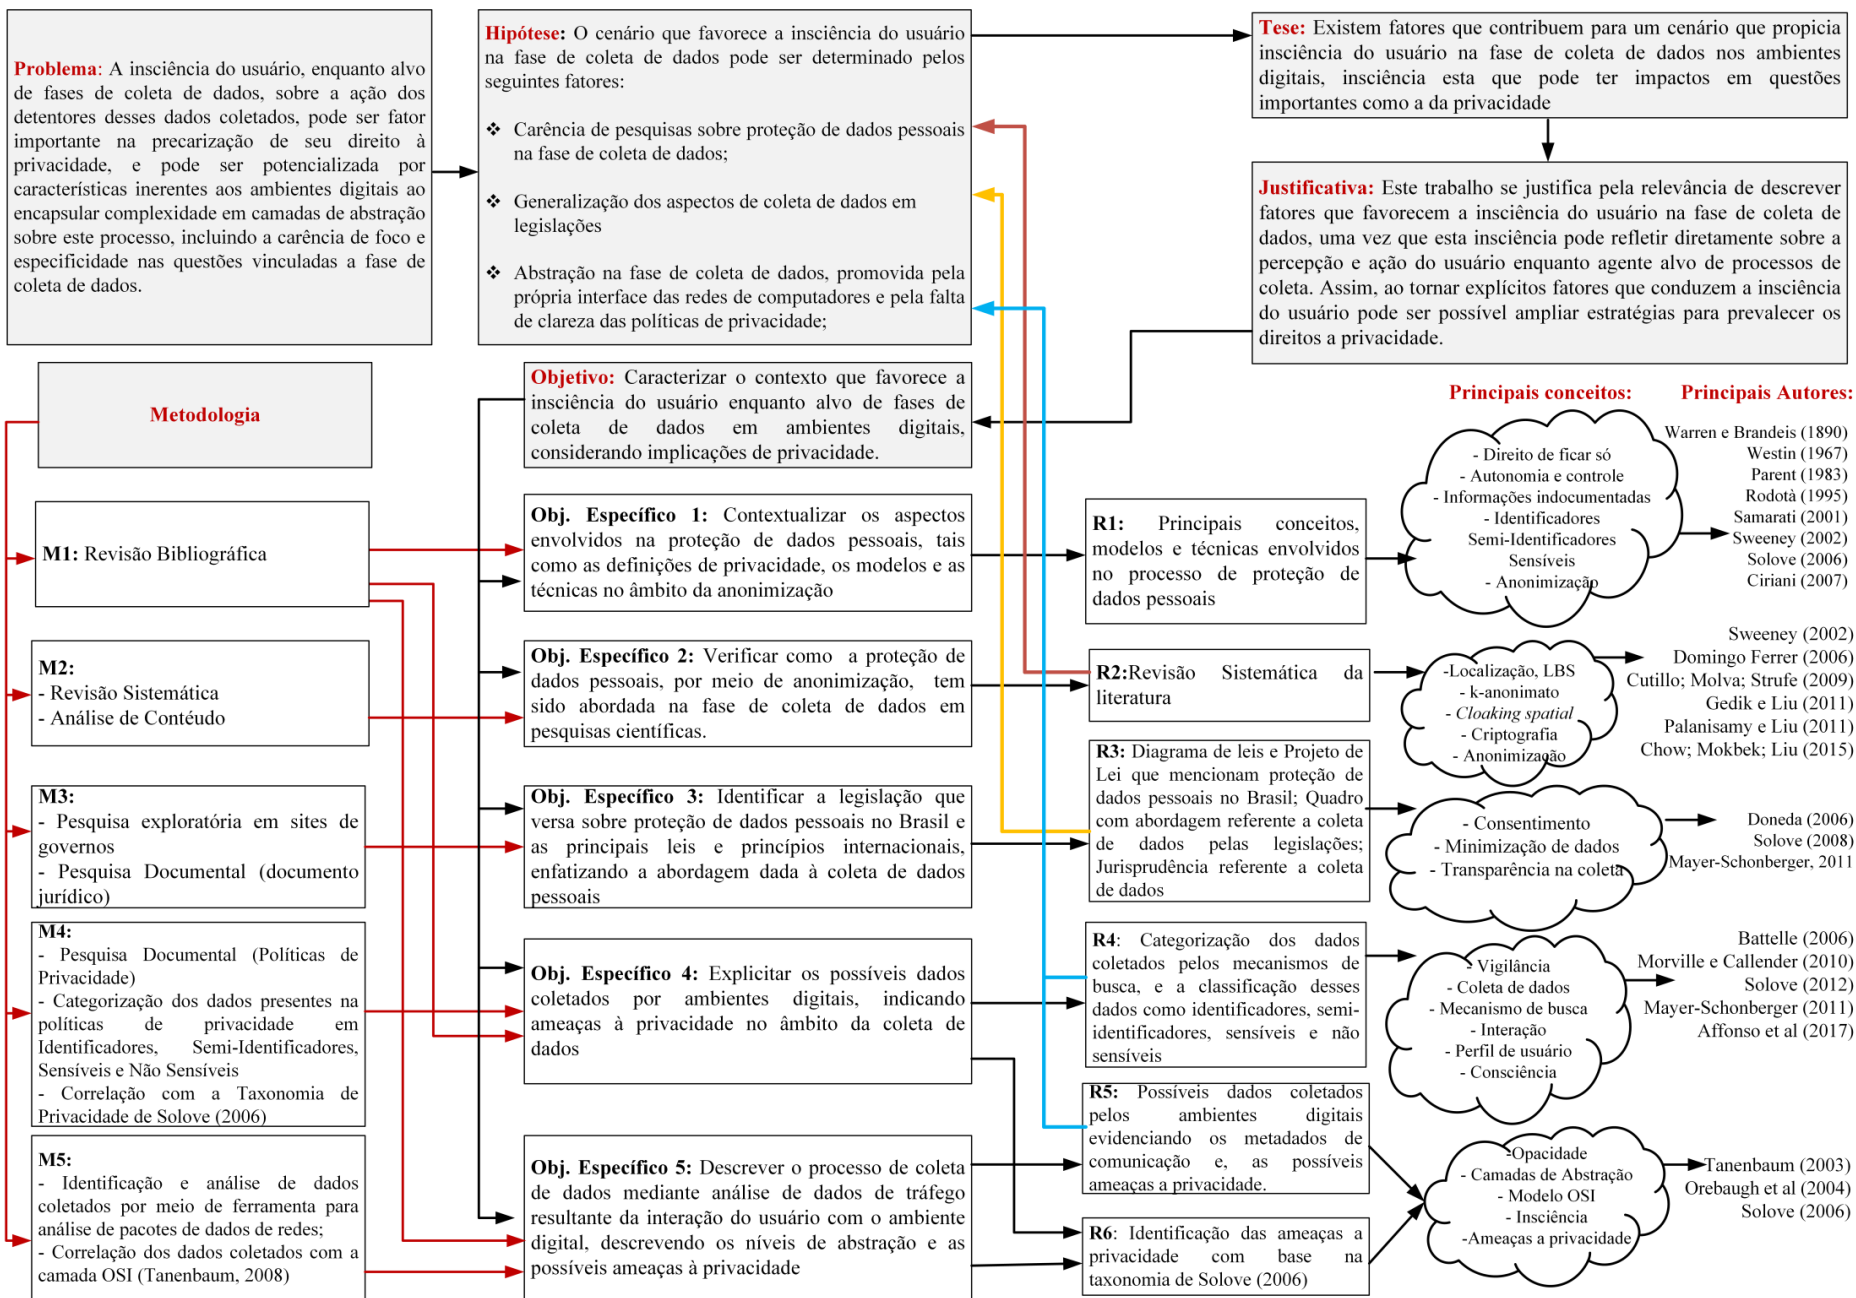 Problema: A insciência do usuário, enquanto alvo
de fases de coleta de dados, sobre a ação dos
detentores desses dados coletados, pode ser fator
importante na precarização de seu direito à
privacidade, e pode ser potencializada por
características inerentes aos ambientes digitais ao
encapsular complexidade em camadas de abstração
sobre este processo, incluindo a carência de foco e
especificidade nas questões vinculadas a fase de
coleta de dados.
Hipótese: O cenário que favorece a insciência do usuário
na fase de coleta de dados pode ser determinado pelos
seguintes fatores:
❖ Carência de pesquisas sobre proteção de dados pessoais
na fase de coleta de dados;
❖ Generalização dos aspectos de coleta de dados em
legislações
❖ Abstração na fase de coleta de dados, promovida pela
própria interface das redes de computadores e pela falta
de clareza das políticas de privacidade;
Tese: Existem fatores que contribuem para um cenário que propicia
insciência do usuário na fase de coleta de dados nos ambientes
digitais, insciência esta que pode ter impactos em questões
importantes como a da privacidade
Justificativa: Este trabalho se justifica pela relevância de descrever
fatores que favorecem a insciência do usuário na fase de coleta de
dados, uma vez que esta insciência pode refletir diretamente sobre a
percepção e ação do usuário enquanto agente alvo de processos de
coleta. Assim, ao tornar explícitos fatores que conduzem a insciência
do usuário pode ser possível ampliar estratégias para prevalecer os
direitos a privacidade.
Metodologia
Objetivo: Caracterizar o contexto que favorece a
insciência do usuário enquanto alvo de fases de
coleta de dados em ambientes digitais,
considerando implicações de privacidade.
Principais conceitos:
Principais Autores:
M1: Revisão Bibliográfica
Obj. Específico 1: Contextualizar os aspectos
envolvidos na proteção de dados pessoais, tais
como as definições de privacidade, os modelos e as
técnicas no âmbito da anonimização
R1: Principais conceitos,
modelos e técnicas envolvidos
no processo de proteção de
dados pessoais
- Direito de ficar só
- Autonomia e controle
- Informações indocumentadas
- Identificadores
Semi-Identificadores
Sensíveis
- Anonimização
Warren e Brandeis (1890)
Westin (1967)
Parent (1983)
Rodotà (1995)
Samarati (2001)
Sweeney (2002)
Solove (2006)
Ciriani (2007)
M2:
- Revisão Sistemática
- Análise de Contéudo
Obj. Específico 2: Verificar como a proteção de
dados pessoais, por meio de anonimização, tem
sido abordada na fase de coleta de dados em
pesquisas científicas.
R2:Revisão Sistemática da
literatura
-Localização, LBS
- k-anonimato
- Cloaking spatial
- Criptografia
- Anonimização
Sweeney (2002)
Domingo Ferrer (2006)
Cutillo; Molva; Strufe (2009)
Gedik e Liu (2011)
Palanisamy e Liu (2011)
Chow; Mokbek; Liu (2015)
M3:
- Pesquisa exploratória em sites de
governos
- Pesquisa Documental (documento
jurídico)
Obj. Específico 3: Identificar a legislação que
versa sobre proteção de dados pessoais no Brasil e
as principais leis e princípios internacionais,
enfatizando a abordagem dada à coleta de dados
pessoais
R3: Diagrama de leis e Projeto de
Lei que mencionam proteção de
dados pessoais no Brasil; Quadro
com abordagem referente a coleta
de dados pelas legislações;
Jurisprudência referente a coleta
de dados
- Consentimento
- Minimização de dados
- Transparência na coleta
Doneda (2006)
Solove (2008)
Mayer-Schonberger, 2011
M4:
- Pesquisa Documental (Políticas de
Privacidade)
- Categorização dos dados presentes na
políticas de privacidade em
Identificadores, Semi-Identificadores,
Sensíveis e Não Sensíveis
- Correlação com a Taxonomia de
Privacidade de Solove (2006)
Obj. Específico 4: Explicitar os possíveis dados
coletados por ambientes digitais, indicando
ameaças à privacidade no âmbito da coleta de
dados
R4: Categorização dos dados
coletados pelos mecanismos de
busca, e a classificação desses
dados como identificadores, semi-
identificadores, sensíveis e não
sensíveis
- Vigilância
- Coleta de dados
- Mecanismo de busca
- Interação
- Perfil de usuário
- Consciência
Battelle (2006)
Morville e Callender (2010)
Solove (2012)
Mayer-Schonberger (2011)
Affonso et al (2017)
M5:
- Identificação e análise de dados
coletados por meio de ferramenta para
análise de pacotes de dados de redes;
- Correlação dos dados coletados com a
camada OSI (Tanenbaum, 2008)
Obj. Específico 5: Descrever o processo de coleta
de dados mediante análise de dados de tráfego
resultante da interação do usuário com o ambiente
digital, descrevendo os níveis de abstração e as
possíveis ameaças à privacidade
R5: Possíveis dados coletados
pelos ambientes digitais
evidenciando os metadados de
comunicação e, as possíveis
ameaças a privacidade.
R6: Identificação das ameaças a
privacidade com base na
taxonomia de Solove (2006)
-Opacidade
- Camadas de Abstração
- Modelo OSI
- Insciência
-Ameaças a privacidade
Tanenbaum (2003)
Orebaugh et al (2004)
Solove (2006)